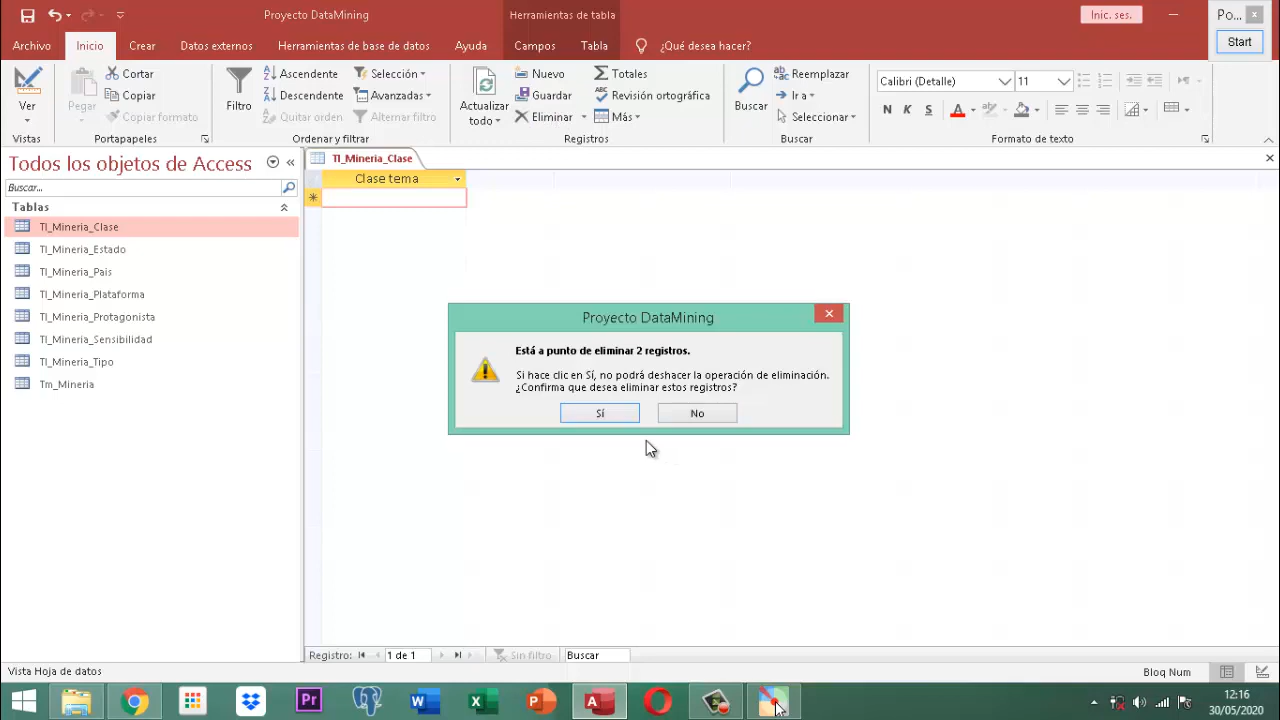 Proyecto DataMining
Herramientas de tabla
Inic. ses.
Po...
Start
Archivo
Inicio
Crear
Datos externos
Herramientas de base de datos
Ayuda
Campos
Tabla
¿Qué desea hacer?
Ver
Pegar
Cortar
Copiar
Copiar formato
Filtro
Ascendente
Descendente
Quitar orden
Selección
Avanzadas
Alternar filtro
Actualizar
todo
Nuevo
Guardar
Eliminar
Totales
Revisión ortográfica
Más
Buscar
Reemplazar
Ir a
Seleccionar
Calibri (Detalle)
11
N K S
A
Vistas
Portapapeles
Ordenar y filtrar
Registros
Buscar
Formato de texto
Todos los objetos de Access
Buscar...
Tablas
Tl_Mineria_Clase
Tl_Mineria_Estado
Tl_Mineria_Pais
Tl_Mineria_Plataforma
Tl_Mineria_Protagonista
Tl_Mineria_Sensibilidad
Tl_Mineria_Tipo
Tm_Mineria
Tl_Mineria_Clase
Clase tema
Proyecto DataMining
Está a punto de eliminar 2 registros.
Si hace clic en Sí, no podrá deshacer la operación de eliminación.
¿Confirma que desea eliminar estos registros?
Sí
No
Registro:
1 de 1
Sin filtro
Buscar
Vista Hoja de datos
Bloq Num
Pr
12:16
30/05/2020